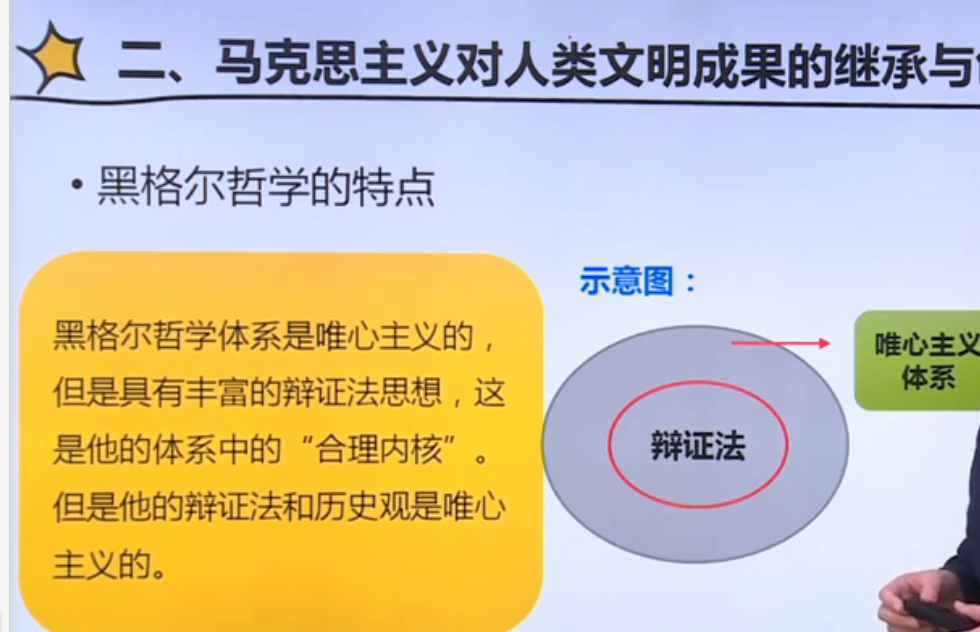 二、马克思主义对人类文明成果的继承与
• 黑格尔哲学的特点
黑格尔哲学体系是唯心主义的，
但是具有丰富的辩证法思想，这
是他的体系中的“合理内核”。
但是他的辩证法和历史观是唯心
主义的。
示意图：
辩证法
唯心主义
体系